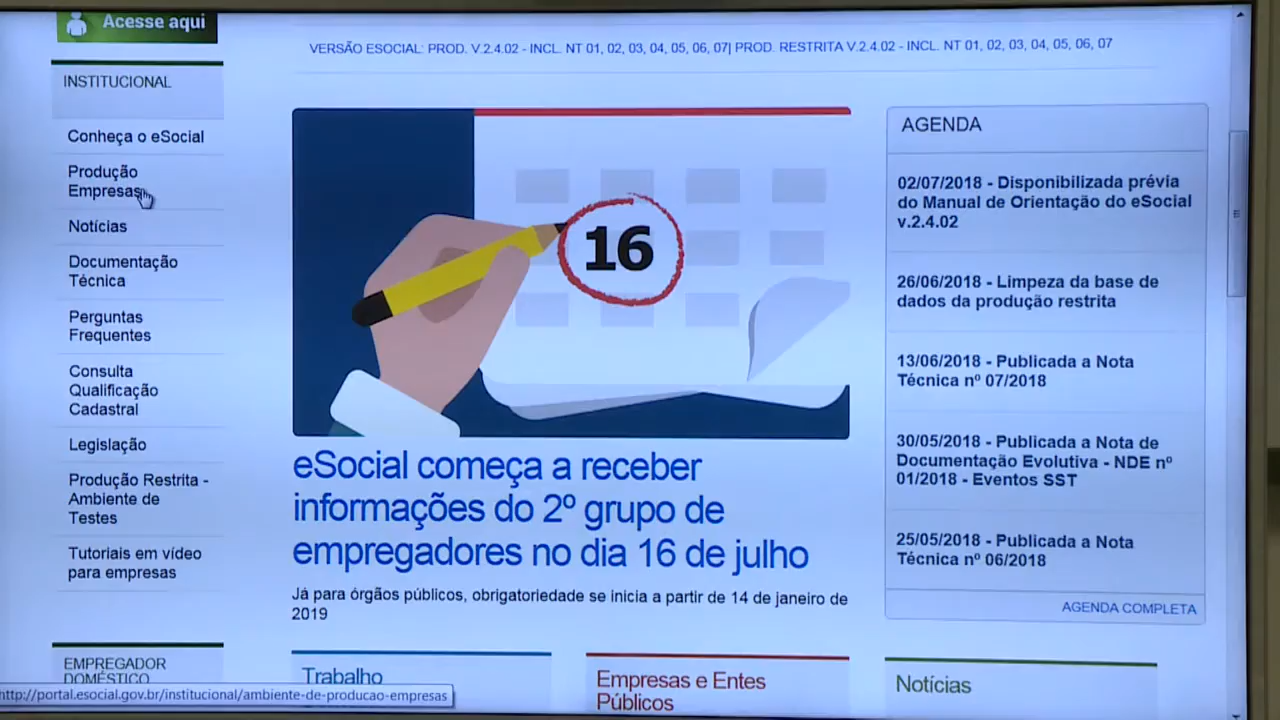 Acesse aqui
INSTITUCIONAL
Conheça o eSocial
Produção
Empresas
Notícias
Documentação
Técnica
Perguntas
Frequentes
Consulta
Qualificação
Cadastral
Legislação
Produção Restrita -
Ambiente de
Testes
Tutoriais em vídeo
para empresas
EMPREGADOR
DOMÉSTICO
http://portal.esocial.gov.br/institucional/ambiente-de-producao-empresas
VERSÃO ESOCIAL: PROD. V.2.4.02 - INCL. NT 01, 02, 03, 04, 05, 06, 07| PROD. RESTRITA V.2.4.02 - INCL. NT 01, 02, 03, 04, 05, 06, 07
16
eSocial começa a receber
informações do 2º grupo de
empregadores no dia 16 de julho
Já para órgãos públicos, obrigatoriedade se inicia a partir de 14 de janeiro de
2019
Trabalho
Empresas e Entes
Públicos
AGENDA
02/07/2018 - Disponibilizada prévia
do Manual de Orientação do eSocial
v.2.4.02
26/06/2018 - Limpeza da base de
dados da produção restrita
13/06/2018 - Publicada a Nota
Técnica nº 07/2018
30/05/2018 - Publicada a Nota de
Documentação Evolutiva - NDE nº
01/2018 - Eventos SST
25/05/2018 - Publicada a Nota
Técnica nº 06/2018
AGENDA COMPLETA
Notícias